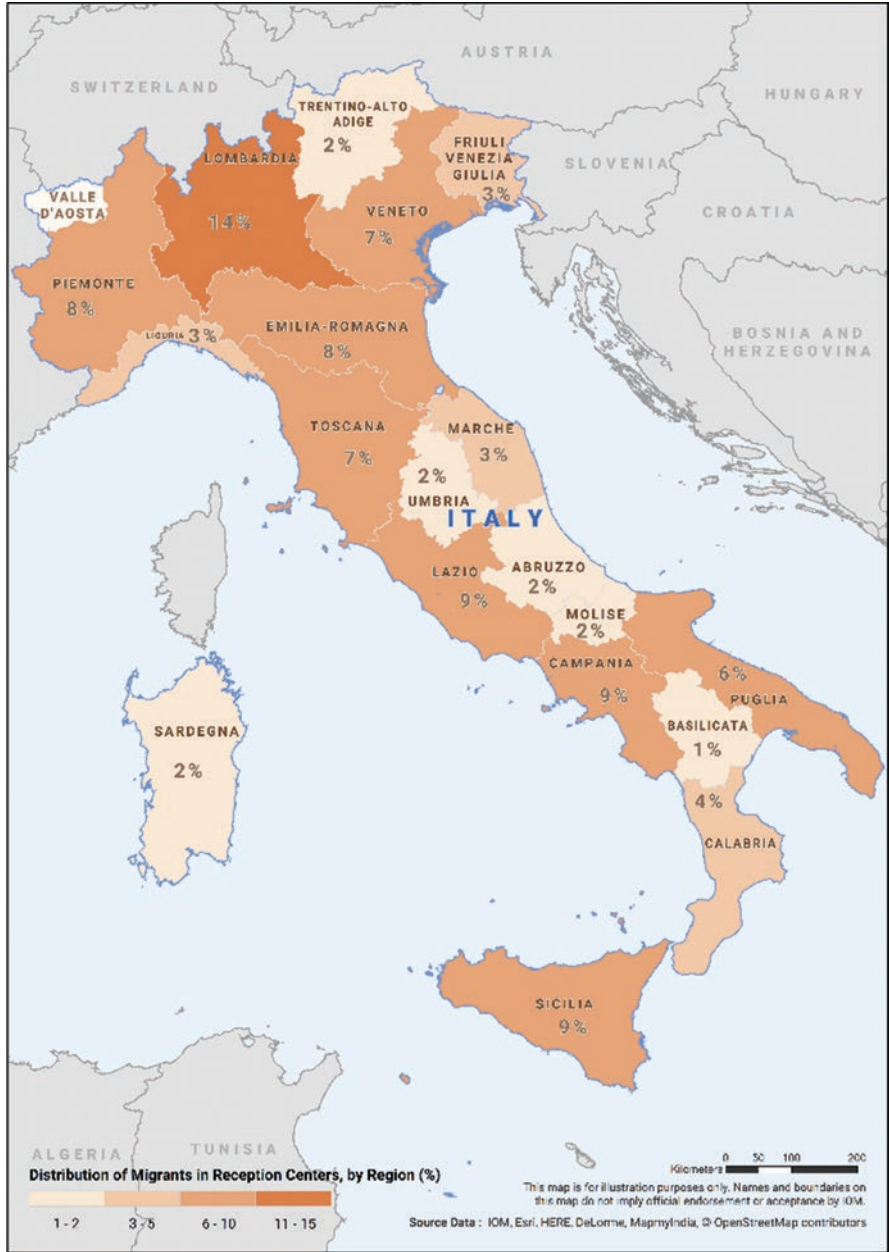 AUSTRIA
SWITZERLAND
HUNGARY
TRENTINO-ALTO
ADIGE
2%
FRIULI
VENEZIA
GIULIA
3%
LOMBARDIA
14%
SLOVENIA
VALLE
D'AOSTA
VENETO
7%
CROATIA
PIEMONTE
8%
LIGURIA 3%
EMILIA-ROMAGNA
8%
BOSNIA AND
HERZEGOVINA
TOSCANA
7%
MARCHE
3%
2%
UMBRIA
ITALY
LAZIO
9%
ABRUZZO
2%
MOLISE
2%
CAMPANIA
9%
6%
PUGLIA
BASILICATA
1%
SARDEGNA
2%
4%
CALABRIA
SICILIA
9%
ALGERIA
TUNISIA
Distribution of Migrants in Reception Centers, by Region (%)
1 - 2 3 - 5 6 - 10 11 - 15
Kilometers 0 50 100 200
This map is for illustration purposes only. Names and boundaries on
this map do not imply official endorsement or acceptance by IOM.
Source Data : IOM, Esri, HERE, DeLorme, MapmyIndia, © OpenStreetMap contributors